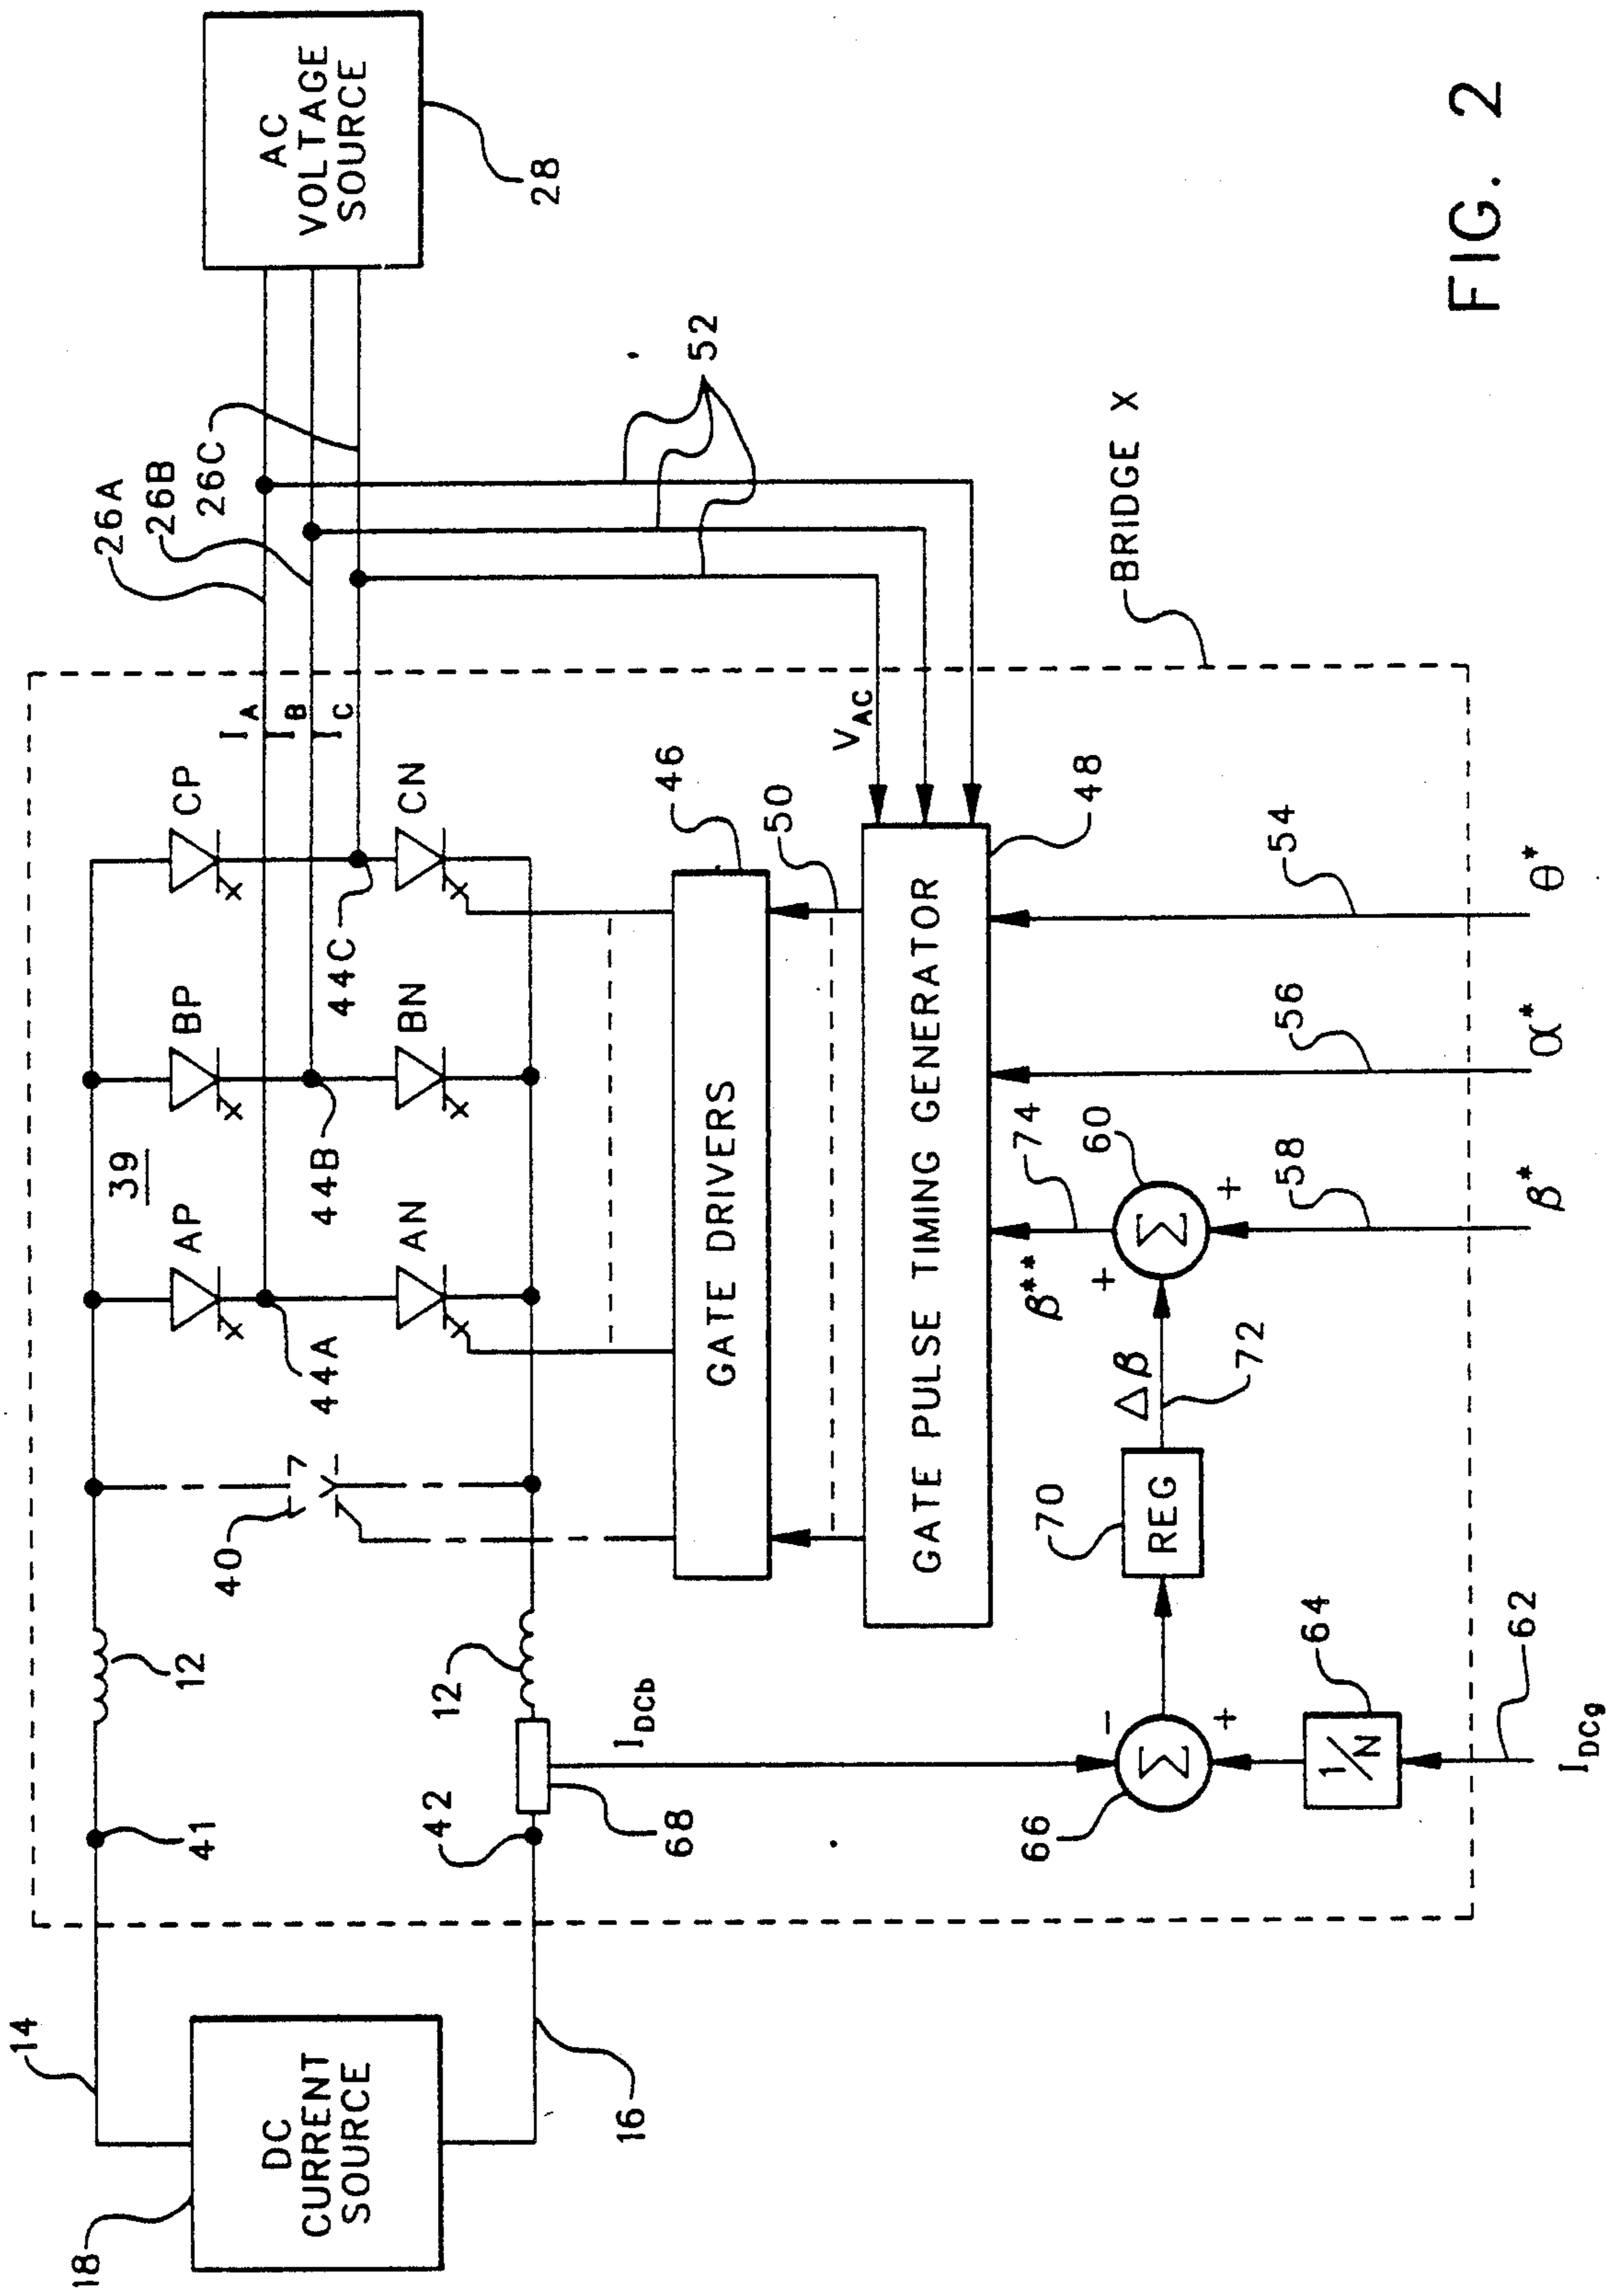 14
18
DC
CURRENT
SOURCE
16
41
42
12
12
68
I_DCb
40
39
AP
BP
CP
AN
BN
CN
44A
44B
44C
I_A
I_B
I_C
26A
26B
26C
AC
VOLTAGE
SOURCE
28
52
GATE DRIVERS
46
50
V_AC
GATE PULSE TIMING GENERATOR
48
BRIDGE X
66
Σ
-
+
1/N
64
62
I_DCg
70
REG
Δβ
72
β**
74
60
Σ
+
+
58
β*
56
α*
54
θ*
FIG. 2